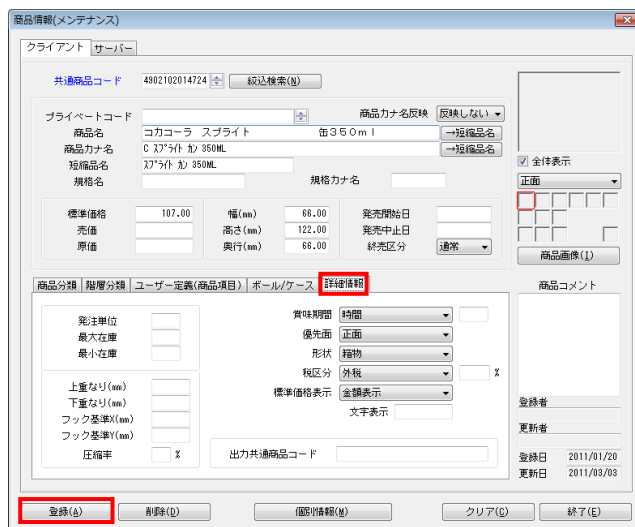 商品情報(メンテナンス)
クライアント サーバー
共通商品コード 4902102014724 絞込検索(N)
プライベートコード 商品カナ名反映 反映しない
商品名 コカコーラ スプライト 缶350ml →短縮品名
商品カナ名 C スプライト カン 350ML →短縮品名
短縮品名 スプライト カン 350ML
規格名 規格カナ名
全体表示
正面
標準価格 107.00 幅(mm) 66.00 発売開始日
売価 高さ(mm) 122.00 発売中止日
原価 奥行(mm) 66.00 終売区分 通常
商品画像(I)
商品分類 階層分類 ユーザー定義(商品項目) ボール/ケース 詳細情報
商品コメント
発注単位 賞味期間 時間
最大在庫 優先面 正面
最小在庫 形状 箱物
税区分 外税 %
上重なり(mm) 標準価格表示 金額表示
下重なり(mm) 文字表示
フック基準X(mm)
フック基準Y(mm)
圧縮率 % 出力共通商品コード
登録者
更新者
登録日 2011/01/20
更新日 2011/03/03
登録(A) 削除(D) 個別情報(M) クリア(C) 終了(E)